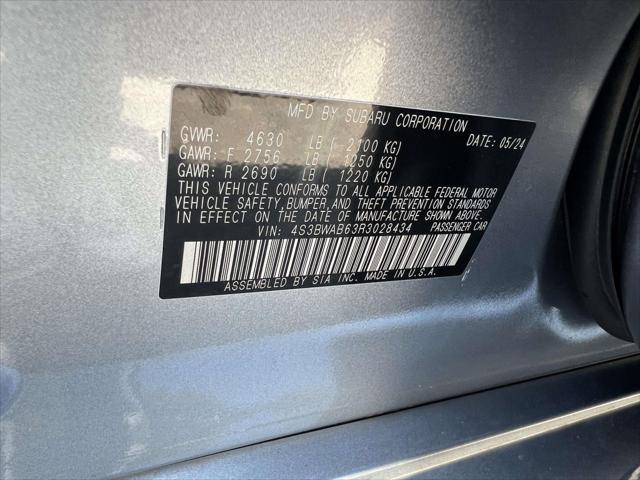 MFD BY SUBARU CORPORATION
GVWR: 4630 LB ( 2100 KG) DATE: 05/24
GAWR: F 2756 LB ( 1250 KG)
GAWR: R 2690 LB ( 1220 KG)
THIS VEHICLE CONFORMS TO ALL APPLICABLE FEDERAL MOTOR
VEHICLE SAFETY, BUMPER, AND THEFT PREVENTION STANDARDS
IN EFFECT ON THE DATE OF MANUFACTURE SHOWN ABOVE.
VIN: 4S3BWAB63R3028434 PASSENGER CAR
ASSEMBLED BY SIA INC. MADE IN U.S.A.